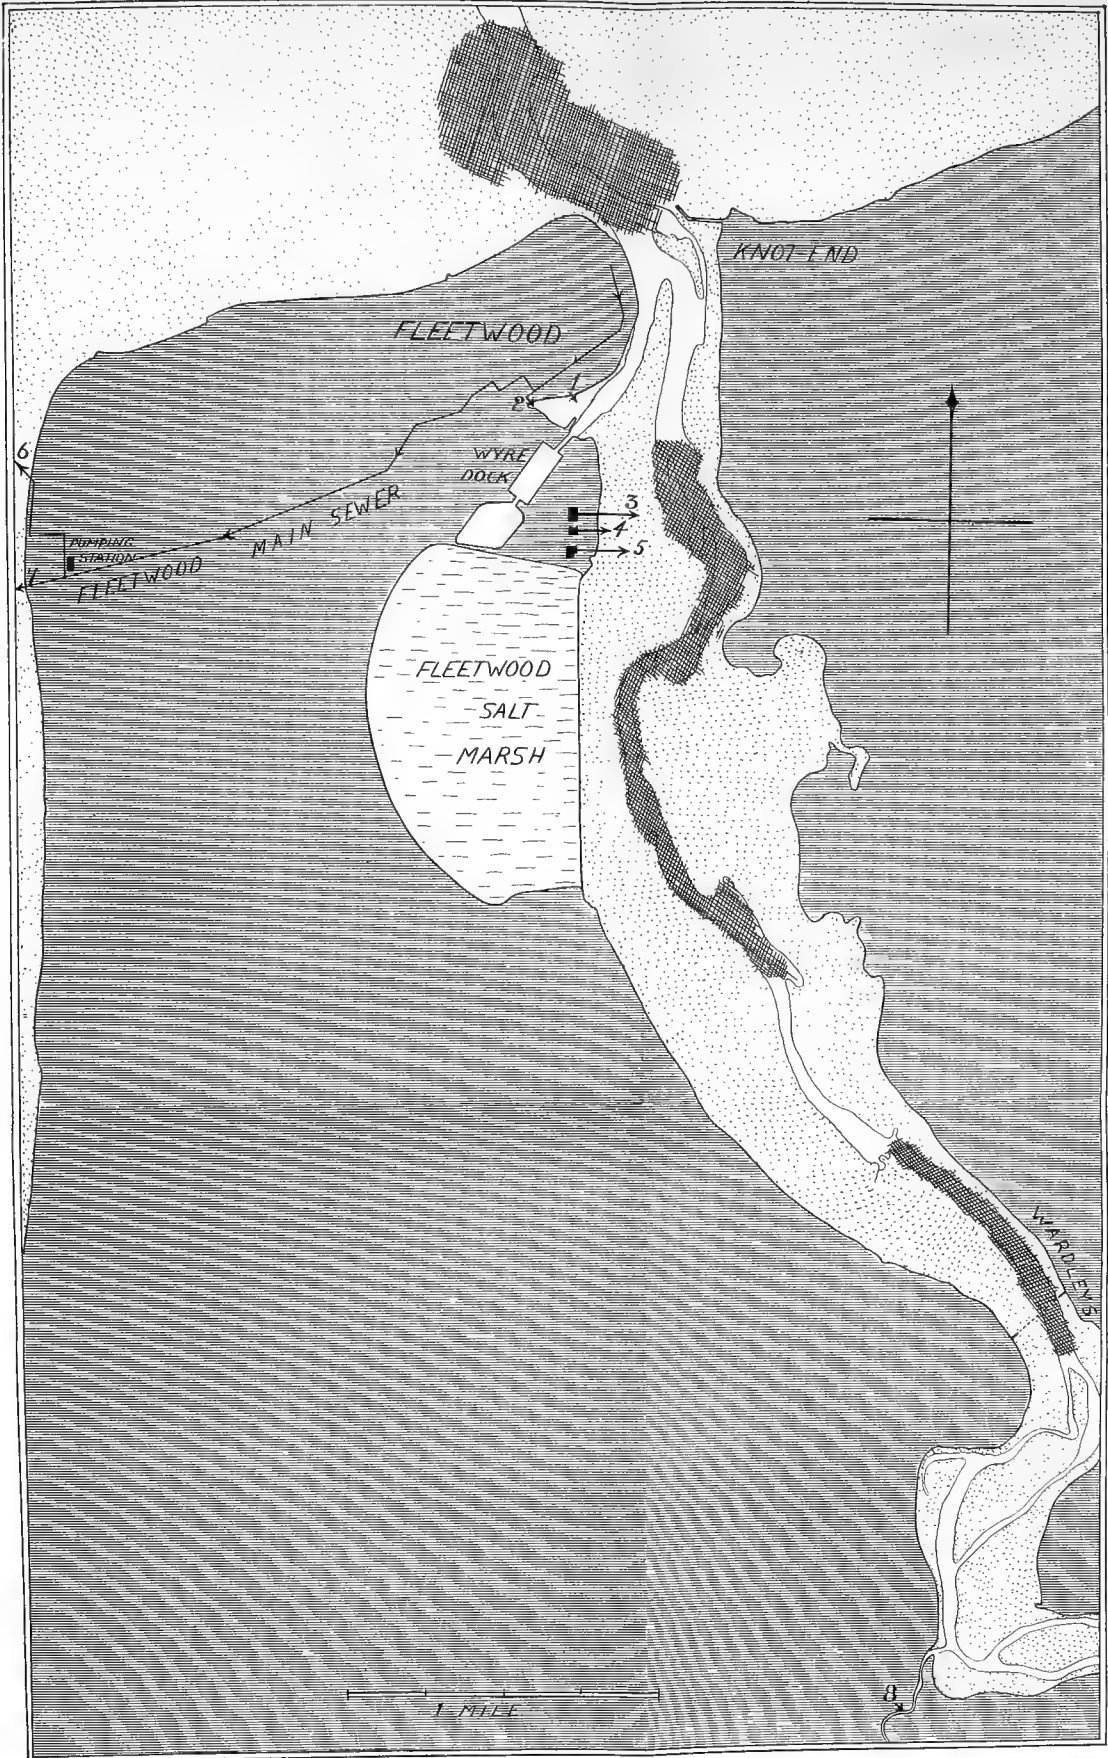 KNOT-END
FLEETWOOD
1
2
WYRE
DOCK
6
3
4
5
MAIN SEWER
PUMPING
STATION
7
FLEETWOOD
FLEETWOOD
SALT
MARSH
WARDLEYS
8
1 MILE